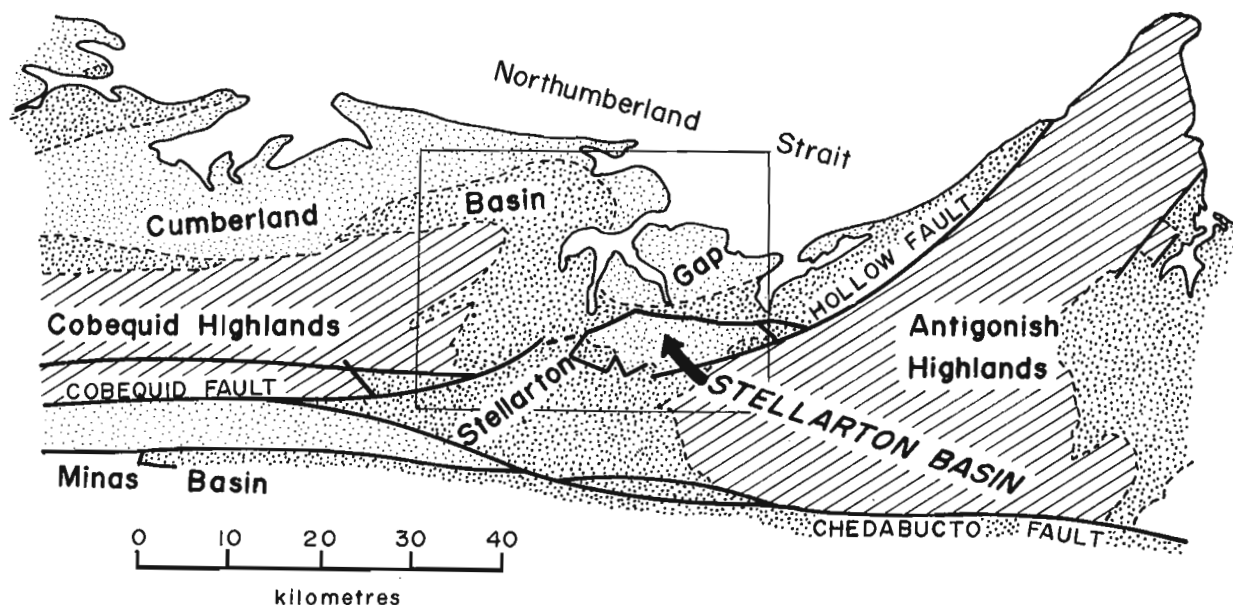 Northumberland
Strait
Cumberland
Basin
Gap
HOLLOW FAULT
Cobequid Highlands
Antigonish
Highlands
COBEQUID FAULT
Stellarton
STELLARTON BASIN
Minas Basin
CHEDABUCTO FAULT
0 10 20 30 40
kilometres